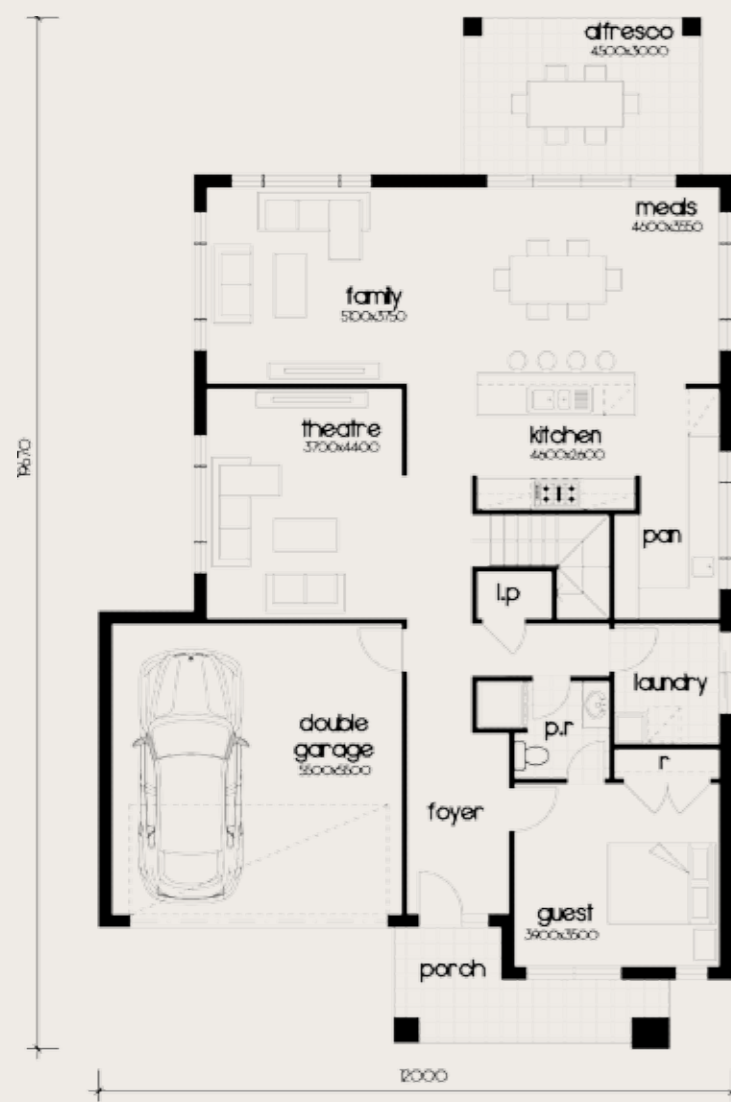 alfresco
4500x3000
meals
4600x3550
family
5100x3750
theatre
3700x4400
kitchen
4600x2600
19670
pan
l.p
laundry
p.r
double
garage
5500x5500
r
foyer
guest
3900x3500
porch
12000